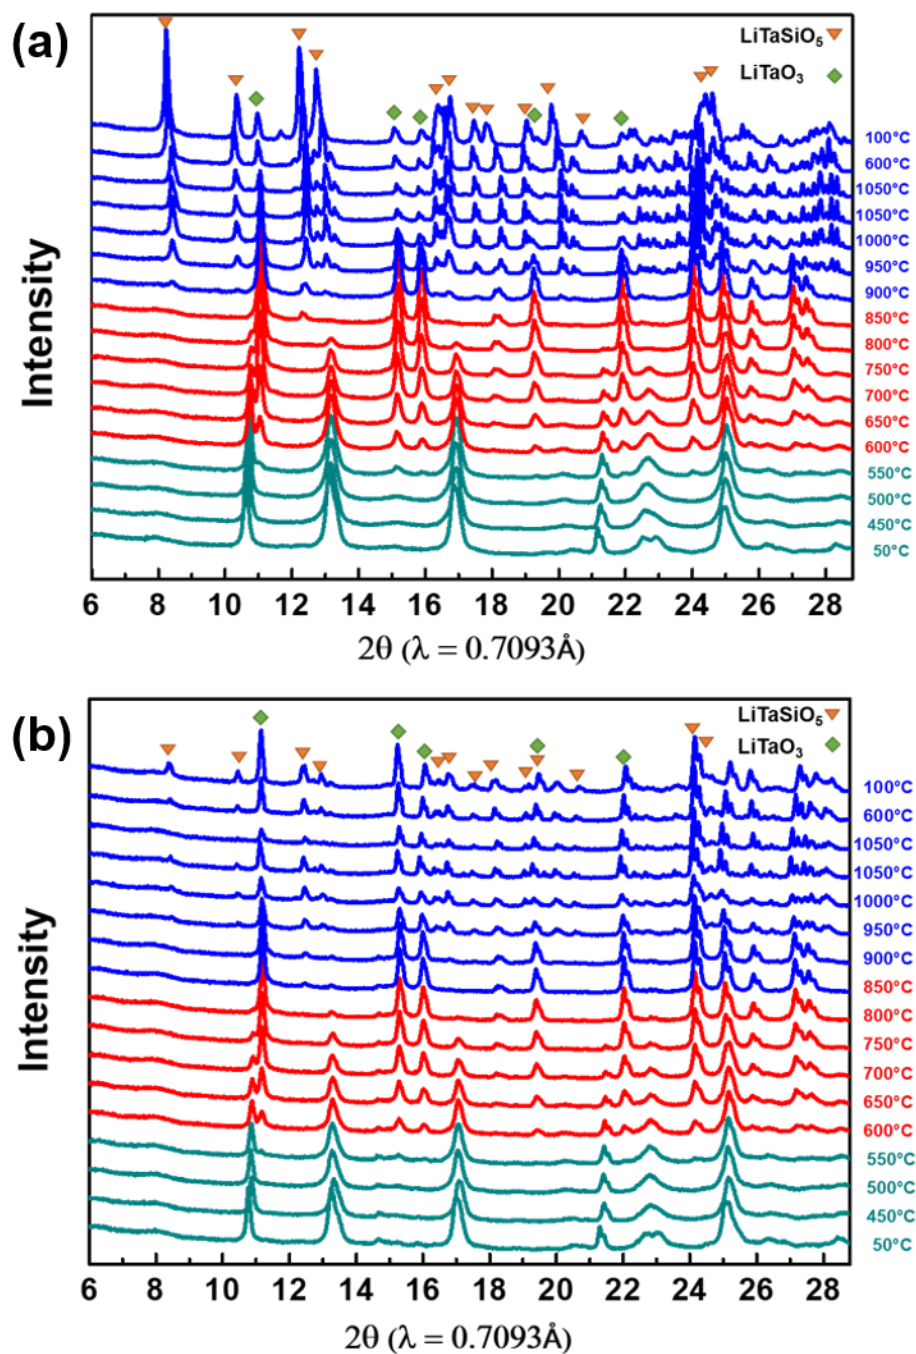 (a)
LiTaSiO₅
LiTaO₃
100°C
600°C
1050°C
1050°C
1000°C
950°C
900°C
850°C
800°C
750°C
700°C
650°C
600°C
550°C
500°C
450°C
50°C
Intensity
6 8 10 12 14 16 18 20 22 24 26 28
2θ (λ = 0.7093Å)
(b)
LiTaSiO₅
LiTaO₃
100°C
600°C
1050°C
1050°C
1000°C
950°C
900°C
850°C
800°C
750°C
700°C
650°C
600°C
550°C
500°C
450°C
50°C
Intensity
6 8 10 12 14 16 18 20 22 24 26 28
2θ (λ = 0.7093Å)